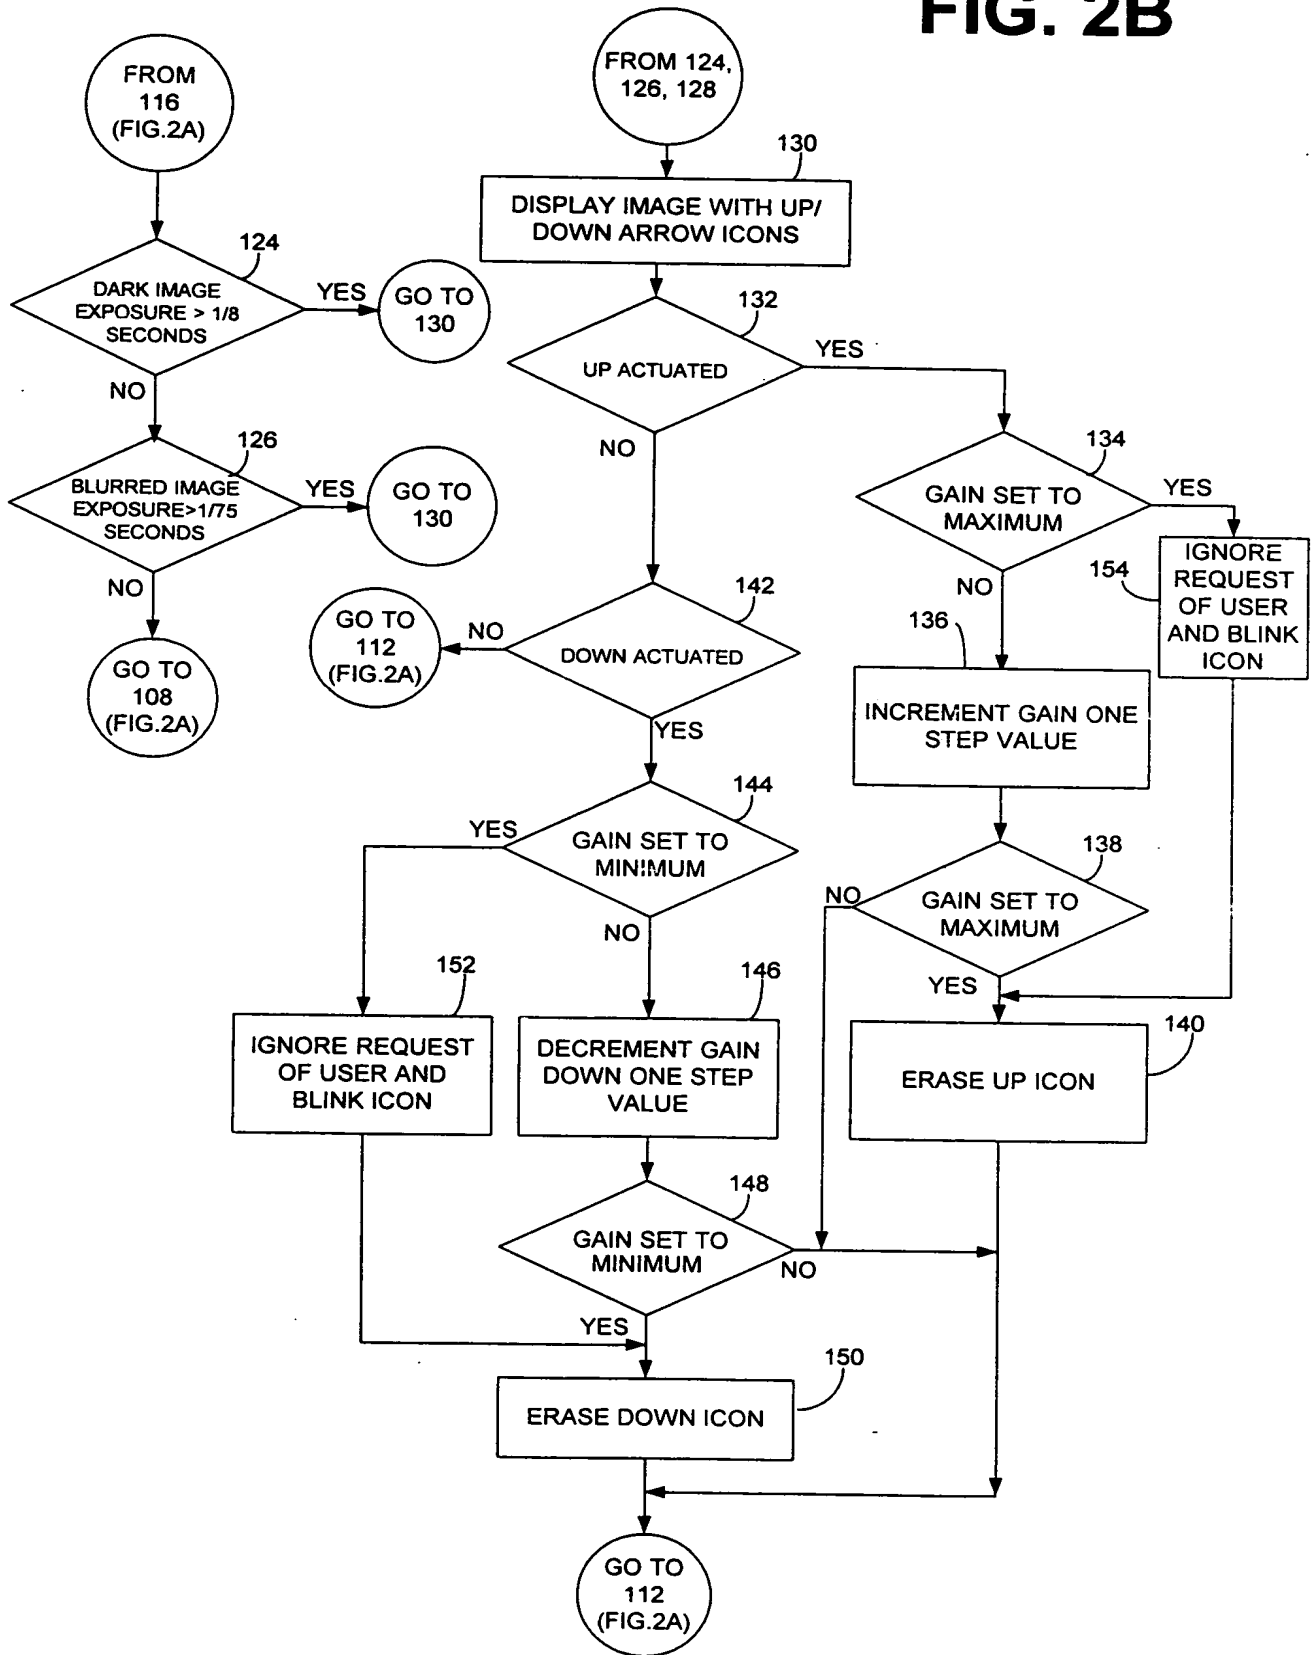 FIG. 2B
FROM
116
(FIG.2A)
124
DARK IMAGE
EXPOSURE > 1/8
SECONDS
YES
GO TO
130
NO
126
BLURRED IMAGE
EXPOSURE>1/75
SECONDS
YES
GO TO
130
NO
GO TO
108
(FIG.2A)
FROM 124,
126, 128
130
DISPLAY IMAGE WITH UP/
DOWN ARROW ICONS
132
UP ACTUATED
YES
NO
134
GAIN SET TO
MAXIMUM
YES
NO
154
IGNORE
REQUEST
OF USER
AND BLINK
ICON
136
INCREMENT GAIN ONE
STEP VALUE
138
GAIN SET TO
MAXIMUM
NO
YES
140
ERASE UP ICON
142
DOWN ACTUATED
NO
GO TO
112
(FIG.2A)
YES
144
GAIN SET TO
MINIMUM
YES
NO
152
IGNORE REQUEST
OF USER AND
BLINK ICON
146
DECREMENT GAIN
DOWN ONE STEP
VALUE
148
GAIN SET TO
MINIMUM
NO
YES
150
ERASE DOWN ICON
GO TO
112
(FIG.2A)